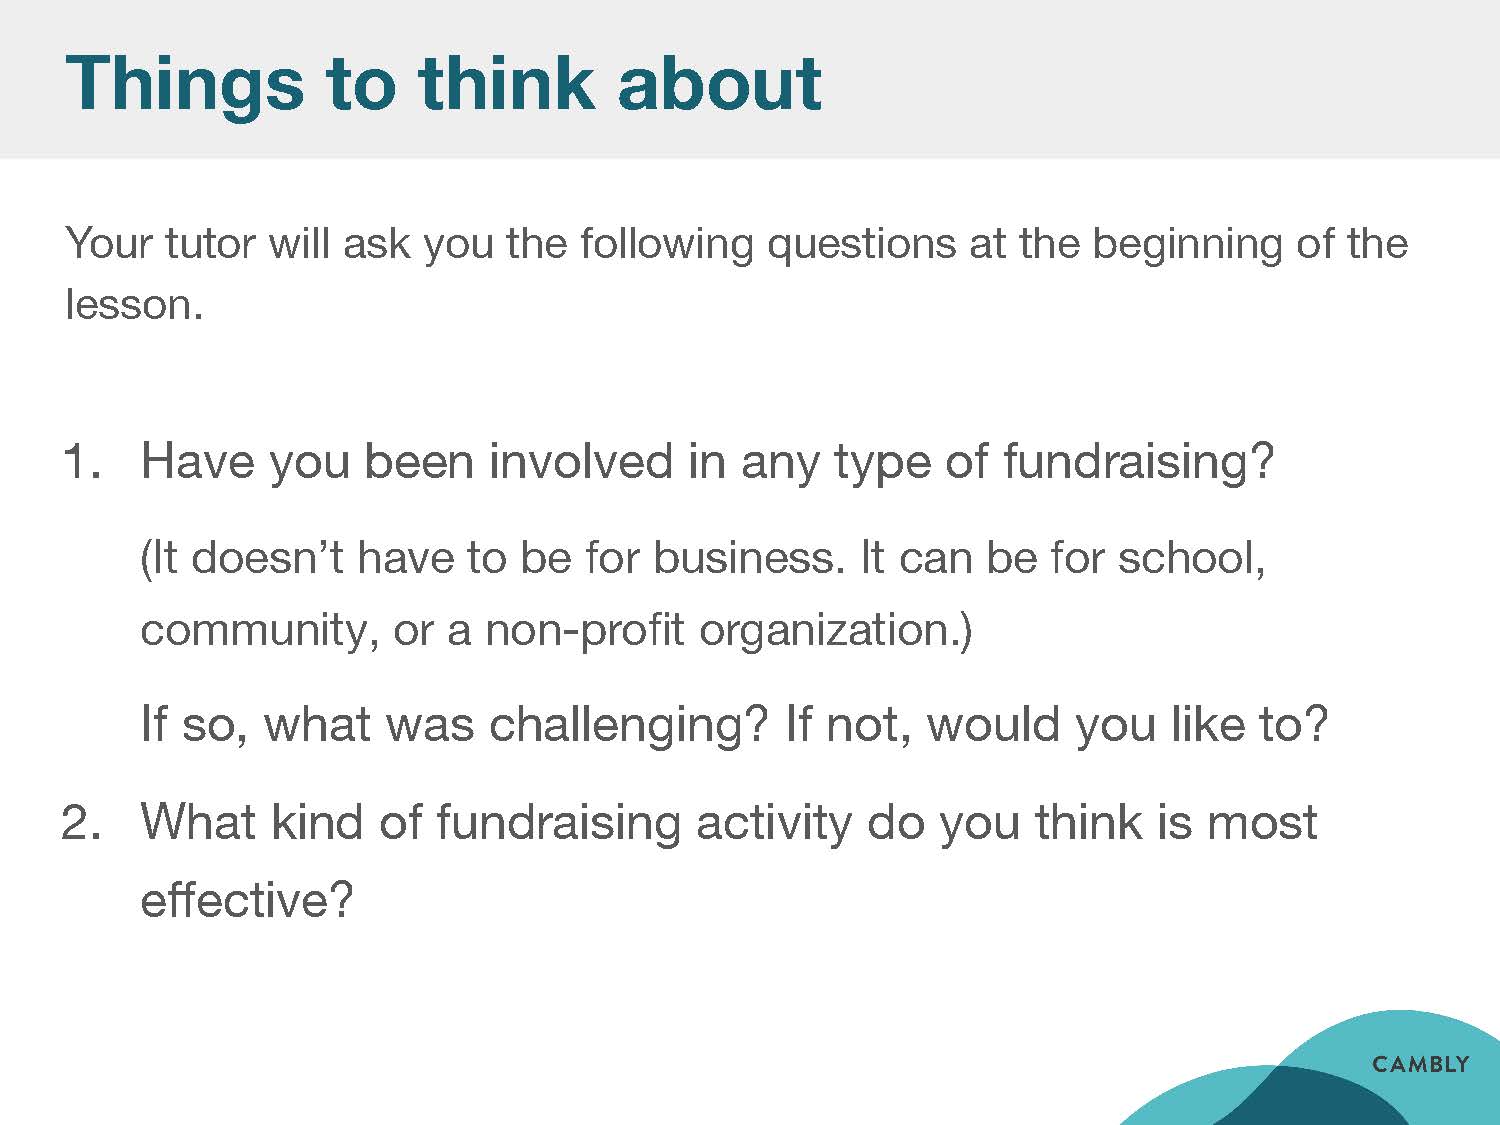 Things to think about
Your tutor will ask you the following questions at the beginning of the
lesson.
1. Have you been involved in any type of fundraising?
(It doesn’t have to be for business. It can be for school,
community, or a non-profit organization.)
If so, what was challenging? If not, would you like to?
2. What kind of fundraising activity do you think is most
effective?
CAMBLY